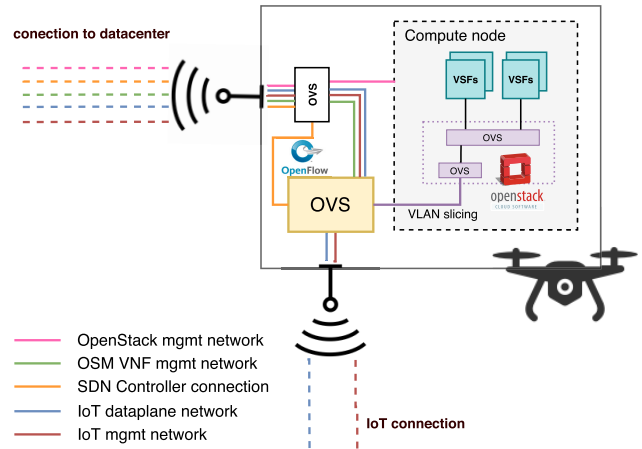 conection to datacenter
Compute node
VSFs
VSFs
OVS
OVS
OVS
OpenFlow
OVS
openstack
CLOUD SOFTWARE
VLAN slicing
OpenStack mgmt network
OSM VNF mgmt network
SDN Controller connection
IoT dataplane network
IoT mgmt network
IoT connection